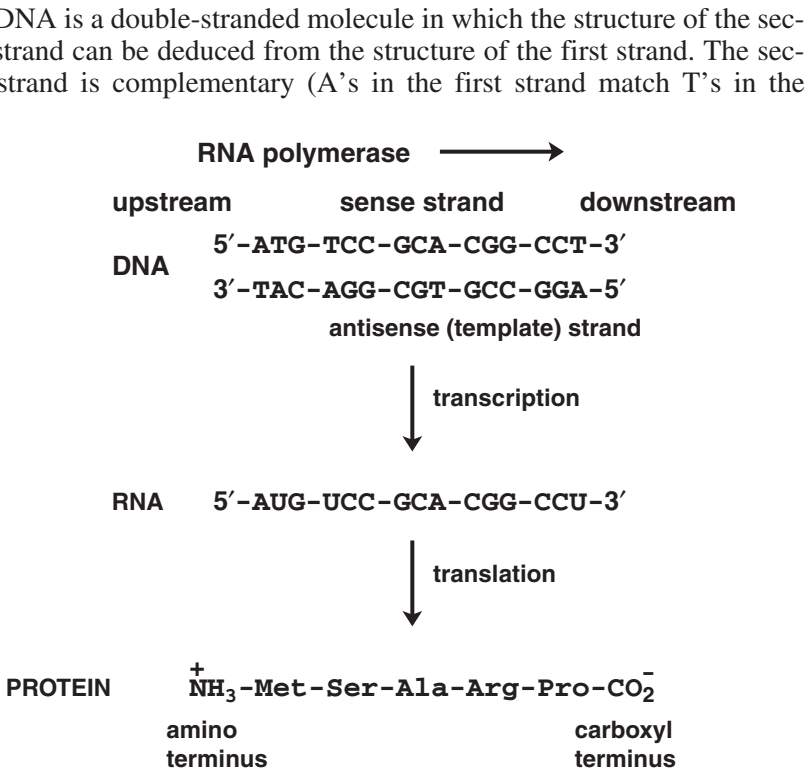 DNA is a double-stranded molecule in which the structure of the sec-
strand can be deduced from the structure of the first strand. The sec-
strand is complementary (A's in the first strand match T's in the
RNA polymerase
upstream sense strand downstream
5′-ATG-TCC-GCA-CGG-CCT-3′
DNA
3′-TAC-AGG-CGT-GCC-GGA-5′
antisense (template) strand
transcription
RNA 5′-AUG-UCC-GCA-CGG-CCU-3′
translation
PROTEIN N⁺H₃-Met-Ser-Ala-Arg-Pro-CO₂⁻
amino carboxyl
terminus terminus